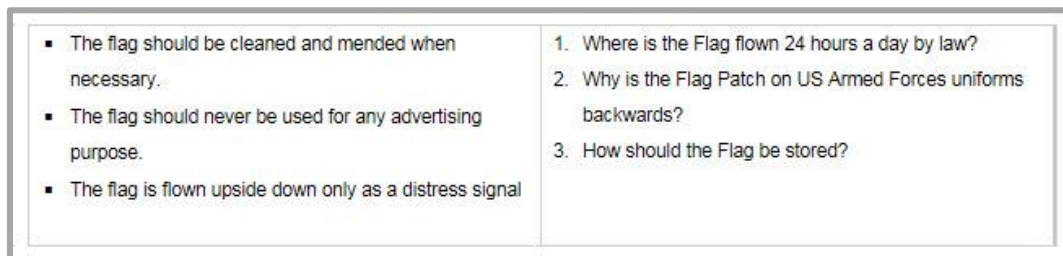 ▪ The flag should be cleaned and mended when
necessary.
▪ The flag should never be used for any advertising
purpose.
▪ The flag is flown upside down only as a distress signal
1. Where is the Flag flown 24 hours a day by law?
2. Why is the Flag Patch on US Armed Forces uniforms
backwards?
3. How should the Flag be stored?